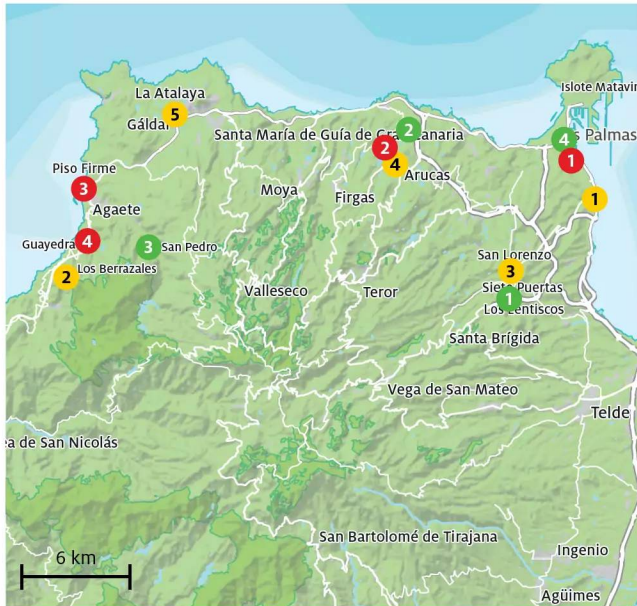 Islote Matavin
La Atalaya
5
Gáldar
Santa María de Guía de Gran Canaria
2
4
Palmas
2
1
4
Arucas
Piso Firme
3
Moya
Firgas
1
Agaete
Guayedra
4
3
San Pedro
San Lorenzo
2
Los Berrazales
3
Siete Puertas
Valleseco
Teror
1
Los Lentiscos
Santa Brígida
Vega de San Mateo
Telde
ea de San Nicolás
San Bartolomé de Tirajana
6 km
Ingenio
Agüimes